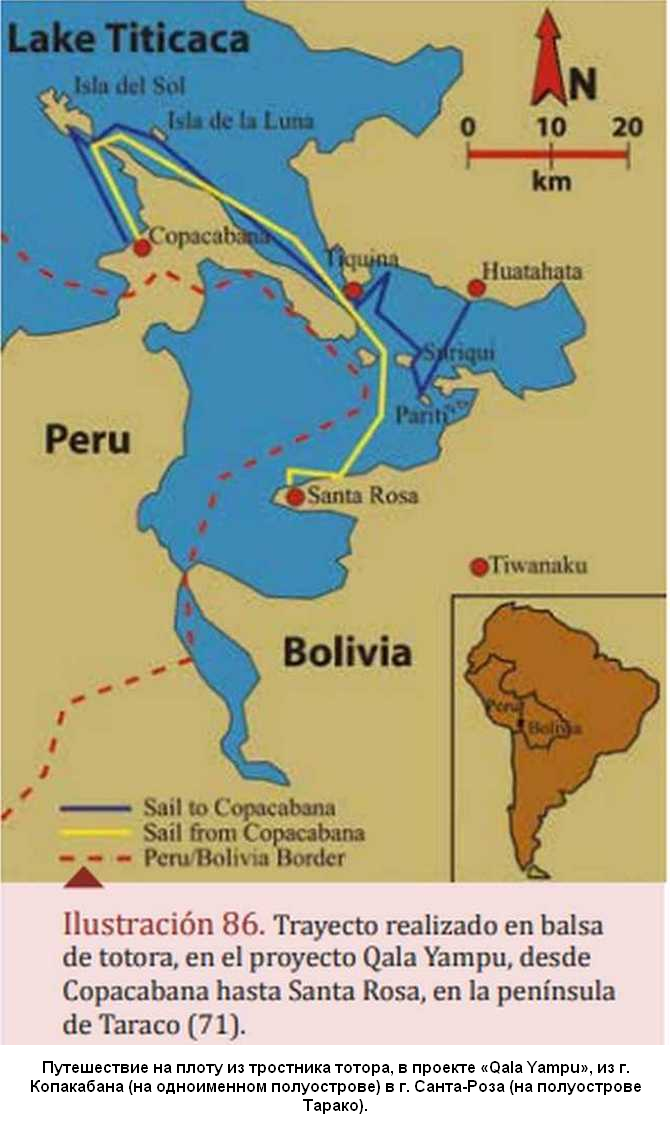 Lake Titicaca
Isla del Sol
Isla de la Luna
N
0 10 20
km
Copacabana
Tiquina
Huatahata
Suriqui
Pariti
Peru
Santa Rosa
Tiwanaku
Bolivia
Peru
Bolivia
Sail to Copacabana
Sail from Copacabana
Peru/Bolivia Border
Ilustración 86. Trayecto realizado en balsa
de totora, en el proyecto Qala Yampu, desde
Copacabana hasta Santa Rosa, en la península
de Taraco (71).
Путешествие на плоту из тростника тотора, в проекте «Qala Yampu», из г.
Копакабана (на одноименном полуострове) в г. Санта-Роза (на полуострове
Тарако).